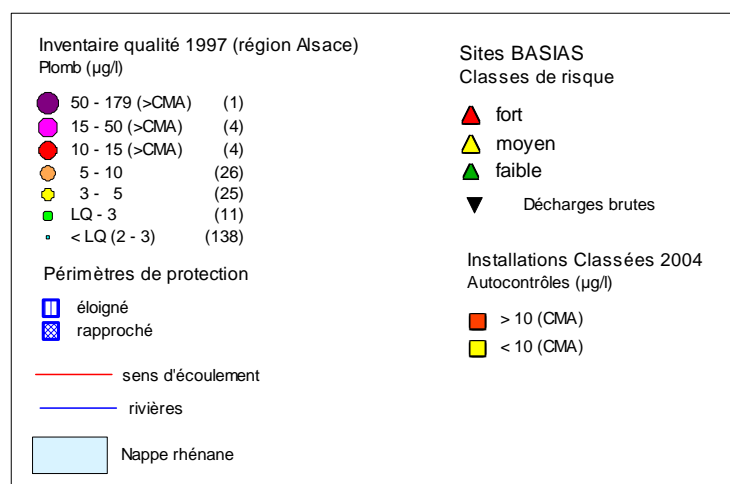 Inventaire qualité 1997 (région Alsace)
Plomb (µg/l)
50 - 179 (>CMA) (1)
15 - 50 (>CMA) (4)
10 - 15 (>CMA) (4)
5 - 10 (26)
3 - 5 (25)
LQ - 3 (11)
< LQ (2 - 3) (138)
Périmètres de protection
éloigné
rapproché
sens d'écoulement
rivières
Nappe rhénane
Sites BASIAS
Classes de risque
fort
moyen
faible
Décharges brutes
Installations Classées 2004
Autocontrôles (µg/l)
> 10 (CMA)
< 10 (CMA)